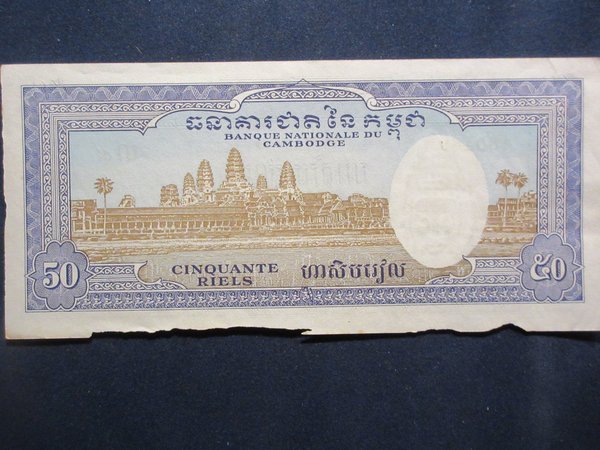 ធនាគារជាតិនៃកម្ពុជា
BANQUE NATIONALE DU
CAMBODGE
50
CINQUANTE
RIELS
ហាសិបរៀល
៥០